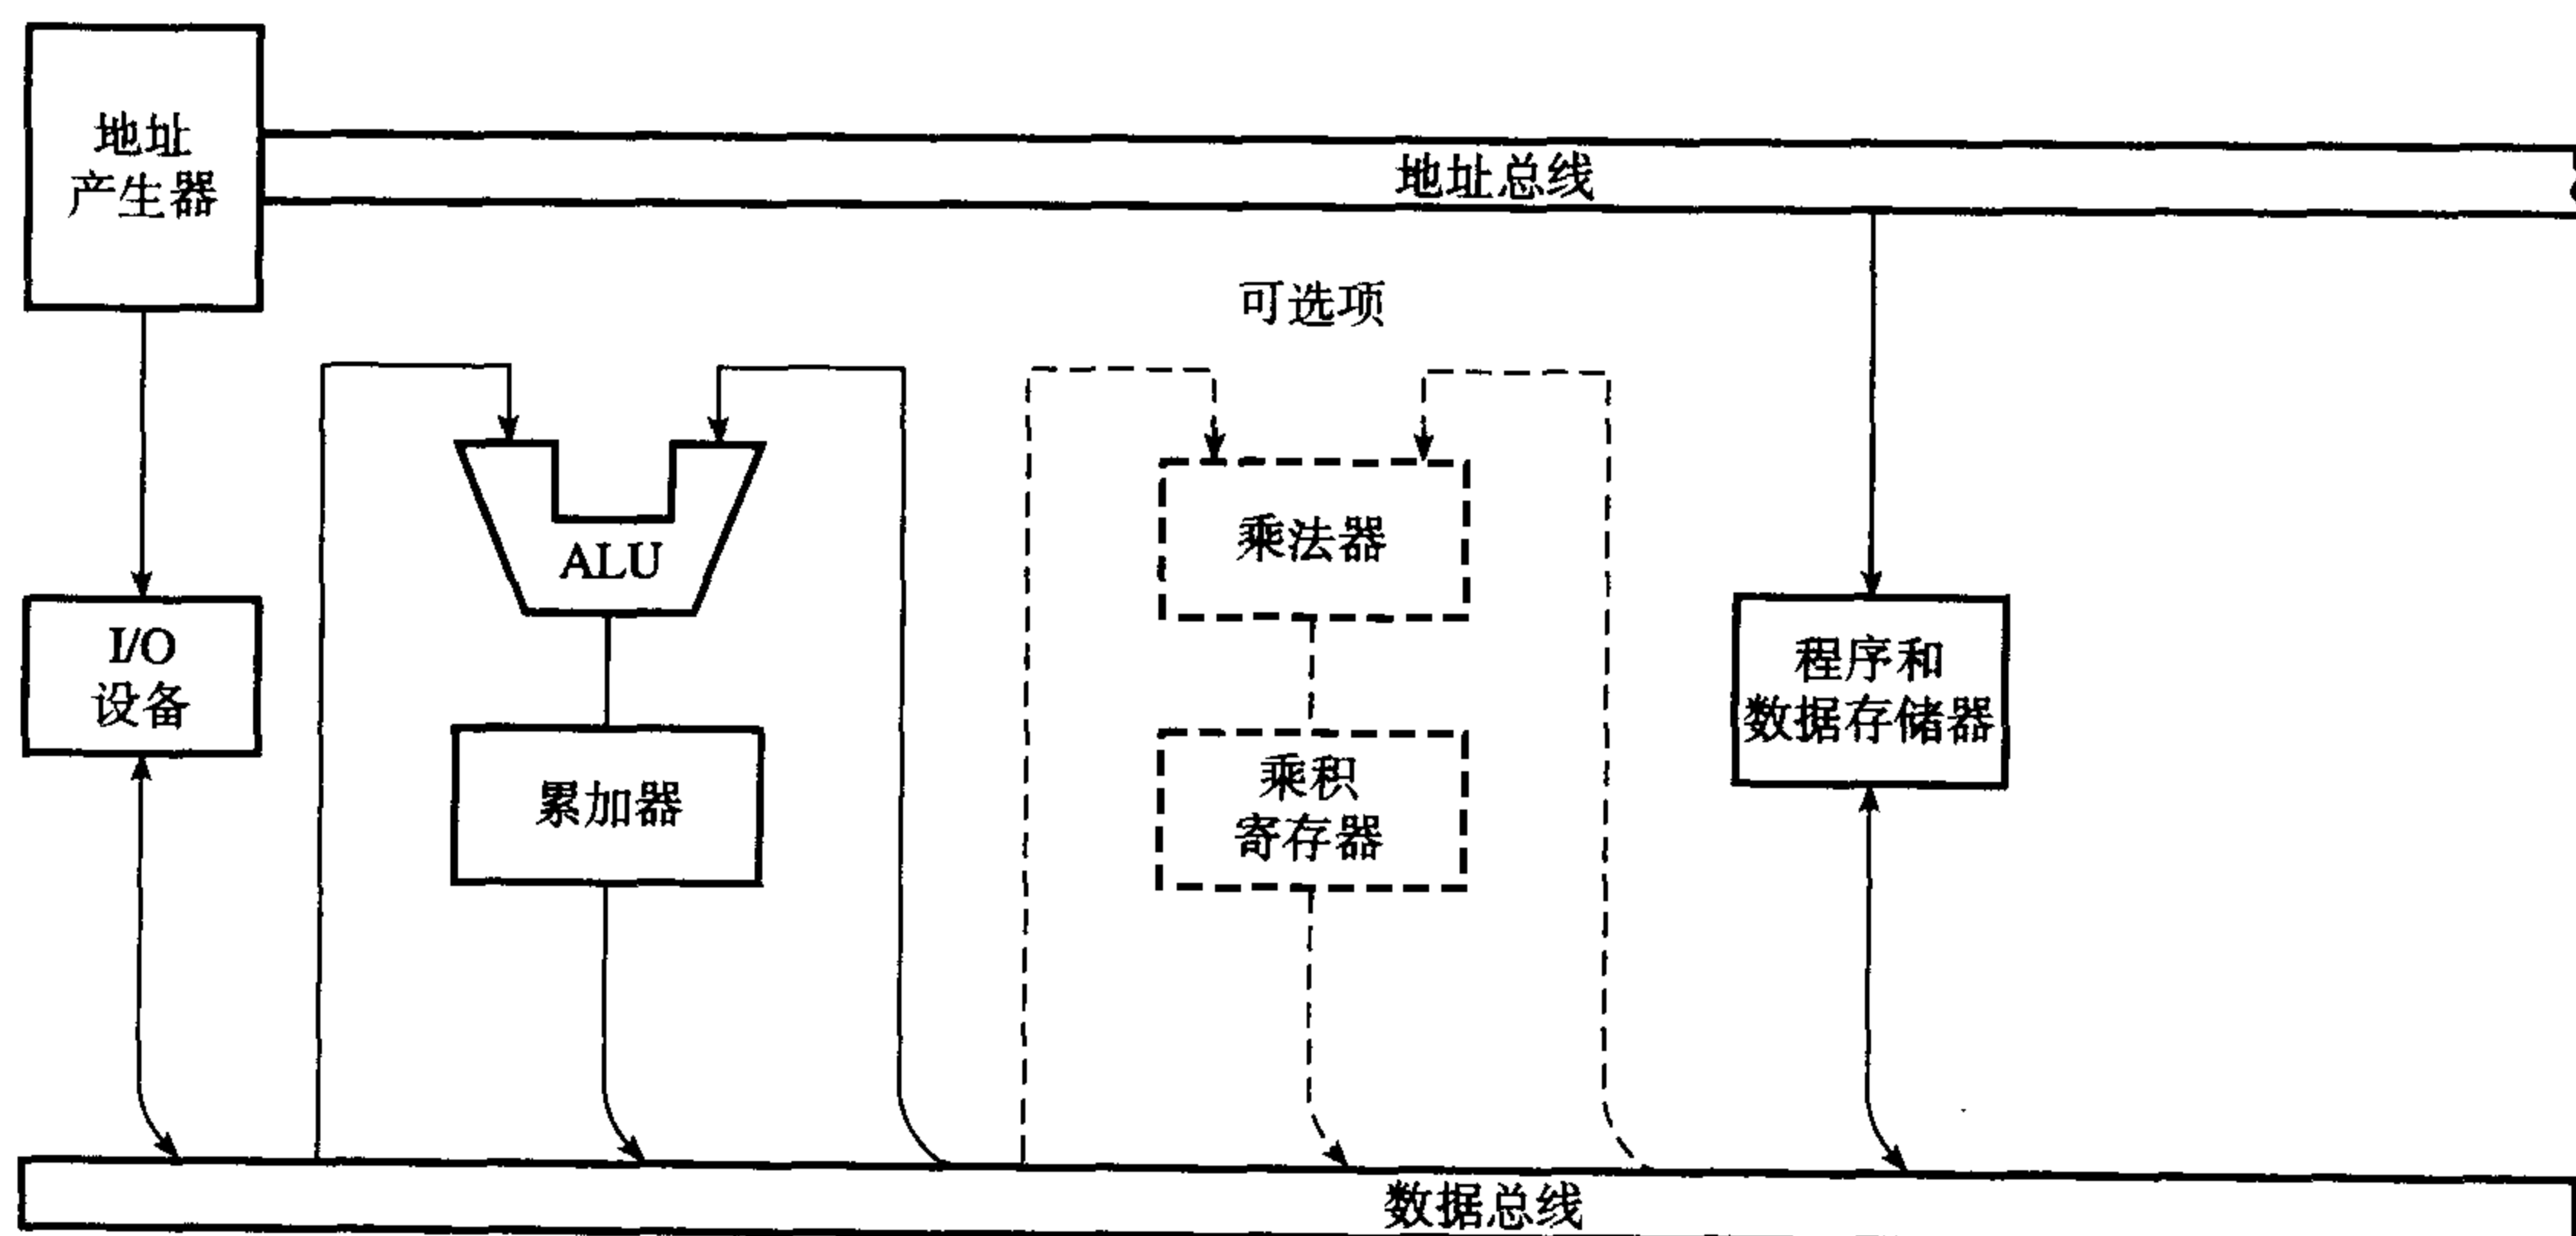 地址
产生器
地址总线
可选项
ALU
乘法器
I/O
设备
程序和
数据存储器
累加器
乘积
寄存器
数据总线